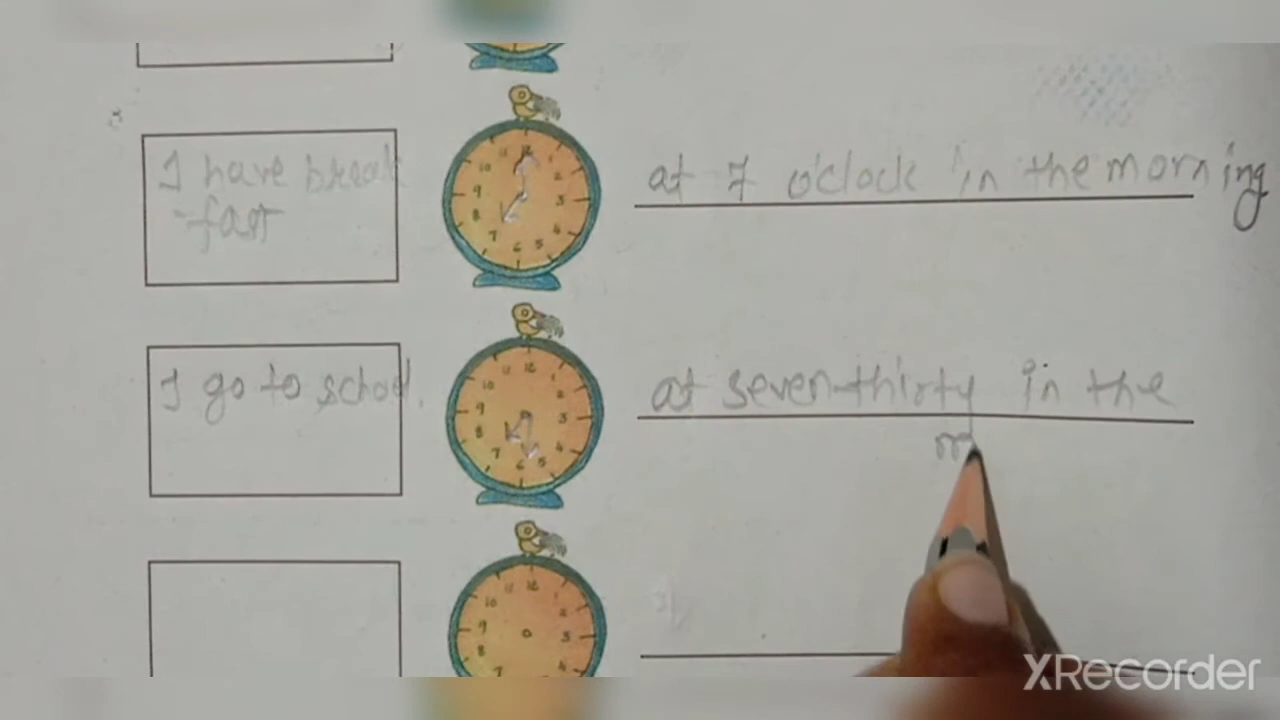 I have break
-fast
at 7 o'clock in the morning
I go to school.
at seven-thirty in the
m
XRecorder